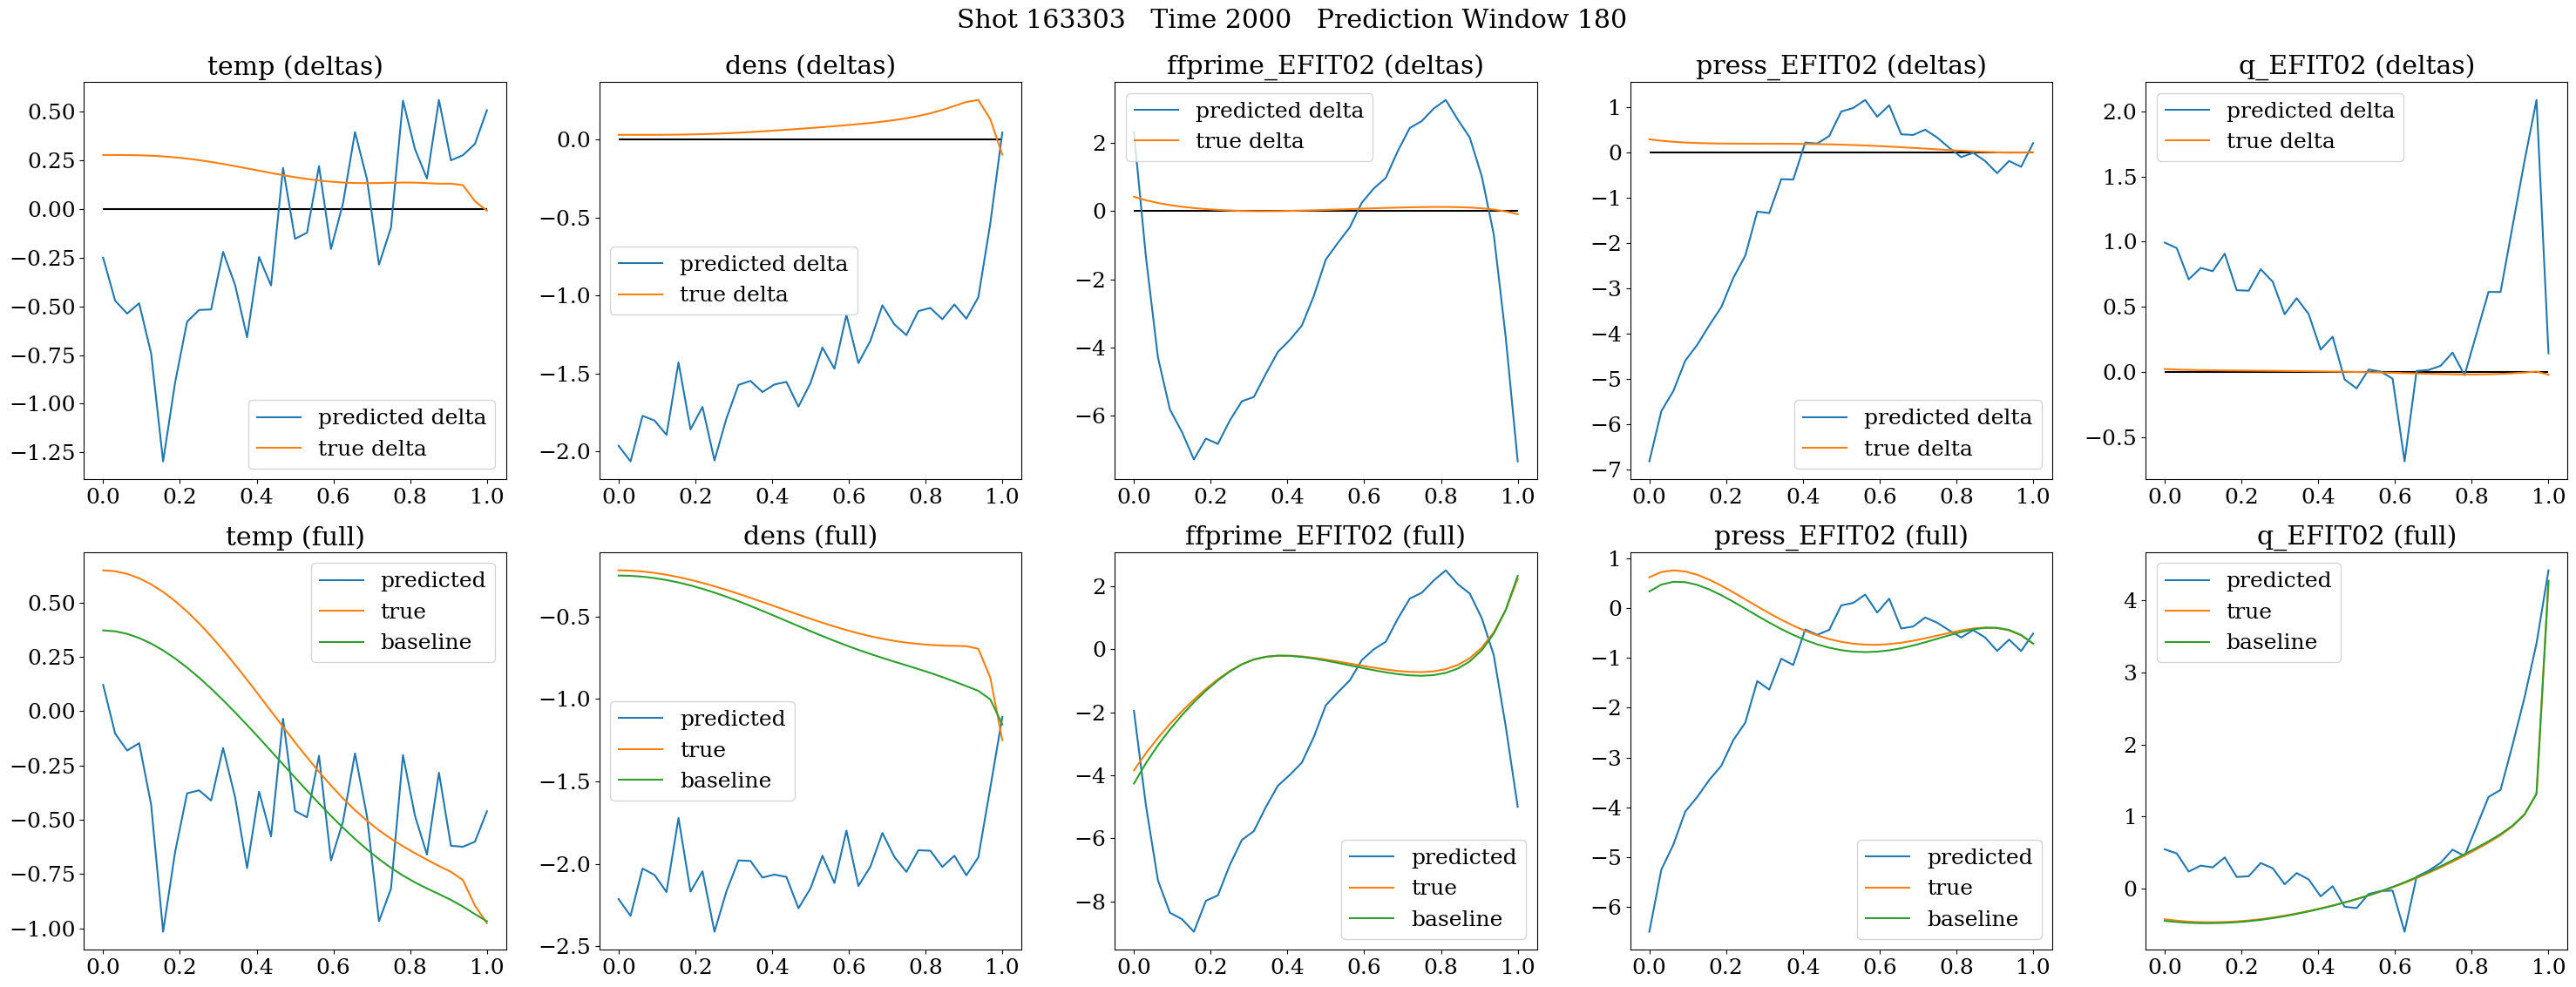 Shot 163303   Time 2000   Prediction Window 180
temp (deltas)
0.50
0.25
0.00
−0.25
−0.50
−0.75
−1.00
−1.25
predicted delta
true delta
0.0 0.2 0.4 0.6 0.8 1.0
dens (deltas)
0.0
−0.5
−1.0
−1.5
−2.0
predicted delta
true delta
0.0 0.2 0.4 0.6 0.8 1.0
ffprime_EFIT02 (deltas)
2
0
−2
−4
−6
predicted delta
true delta
0.0 0.2 0.4 0.6 0.8 1.0
press_EFIT02 (deltas)
1
0
−1
−2
−3
−4
−5
−6
−7
predicted delta
true delta
0.0 0.2 0.4 0.6 0.8 1.0
q_EFIT02 (deltas)
2.0
1.5
1.0
0.5
0.0
−0.5
predicted delta
true delta
0.0 0.2 0.4 0.6 0.8 1.0
temp (full)
0.50
0.25
0.00
−0.25
−0.50
−0.75
−1.00
predicted
true
baseline
0.0 0.2 0.4 0.6 0.8 1.0
dens (full)
−0.5
−1.0
−1.5
−2.0
−2.5
predicted
true
baseline
0.0 0.2 0.4 0.6 0.8 1.0
ffprime_EFIT02 (full)
2
0
−2
−4
−6
−8
predicted
true
baseline
0.0 0.2 0.4 0.6 0.8 1.0
press_EFIT02 (full)
1
0
−1
−2
−3
−4
−5
−6
predicted
true
baseline
0.0 0.2 0.4 0.6 0.8 1.0
q_EFIT02 (full)
4
3
2
1
0
predicted
true
baseline
0.0 0.2 0.4 0.6 0.8 1.0